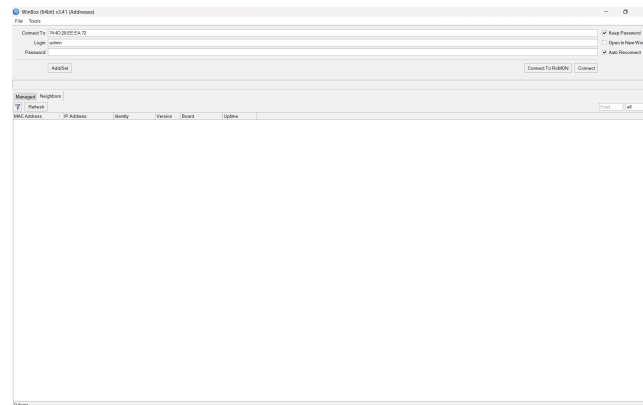 WinBox (64bit) v3.41 (Addresses)
File Tools
Connect To: 74:4D:28:EE:EA:72 Keep Password
Login: admin Open In New Win
Password: Auto Reconnect
Add/Set Connect To RoMON Connect
Managed Neighbors
Refresh Find all
MAC Address IP Address Identity Version Board Uptime